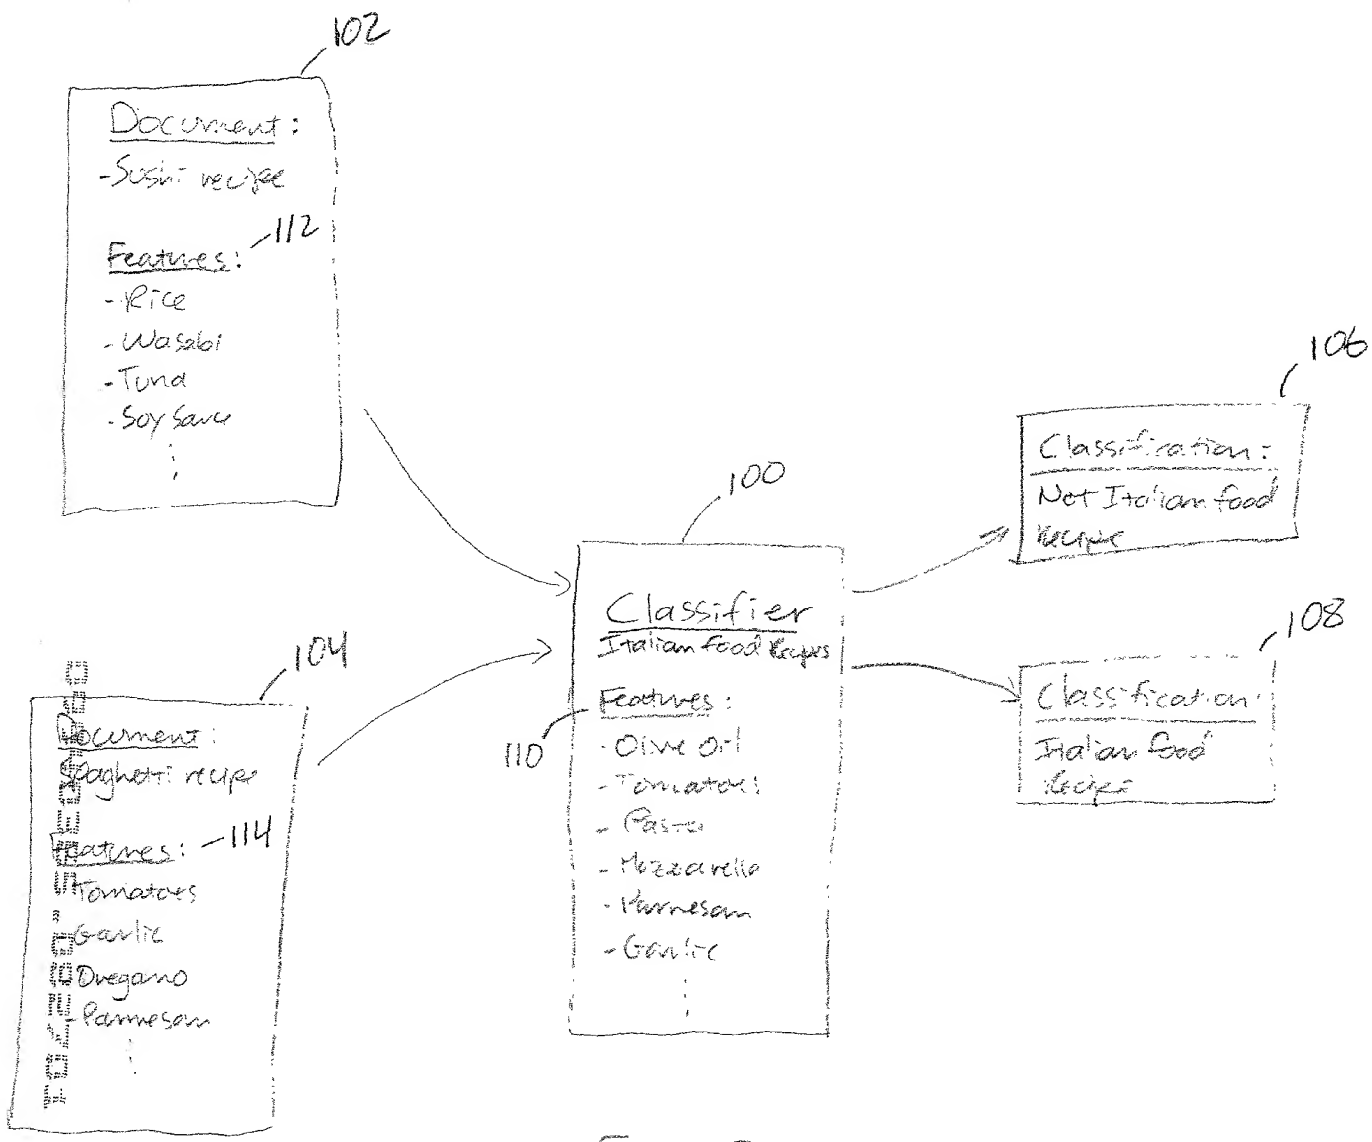 102
Document:
-Sushi recipe
112
Features:
-Rice
-Wasabi
-Tuna
-Soy Sauce
104
Document:
Spaghetti recipe
114
Features:
Tomatoes
Garlic
Oregano
-Parmesan
100
Classifier
Italian food Recipes
110
Features:
-Olive Oil
-Tomatoes
-Pasta
-Mozzarella
-Parmesan
-Garlic
106
Classification:
Not Italian food
Recipe
108
Classification:
Italian food
Recipe